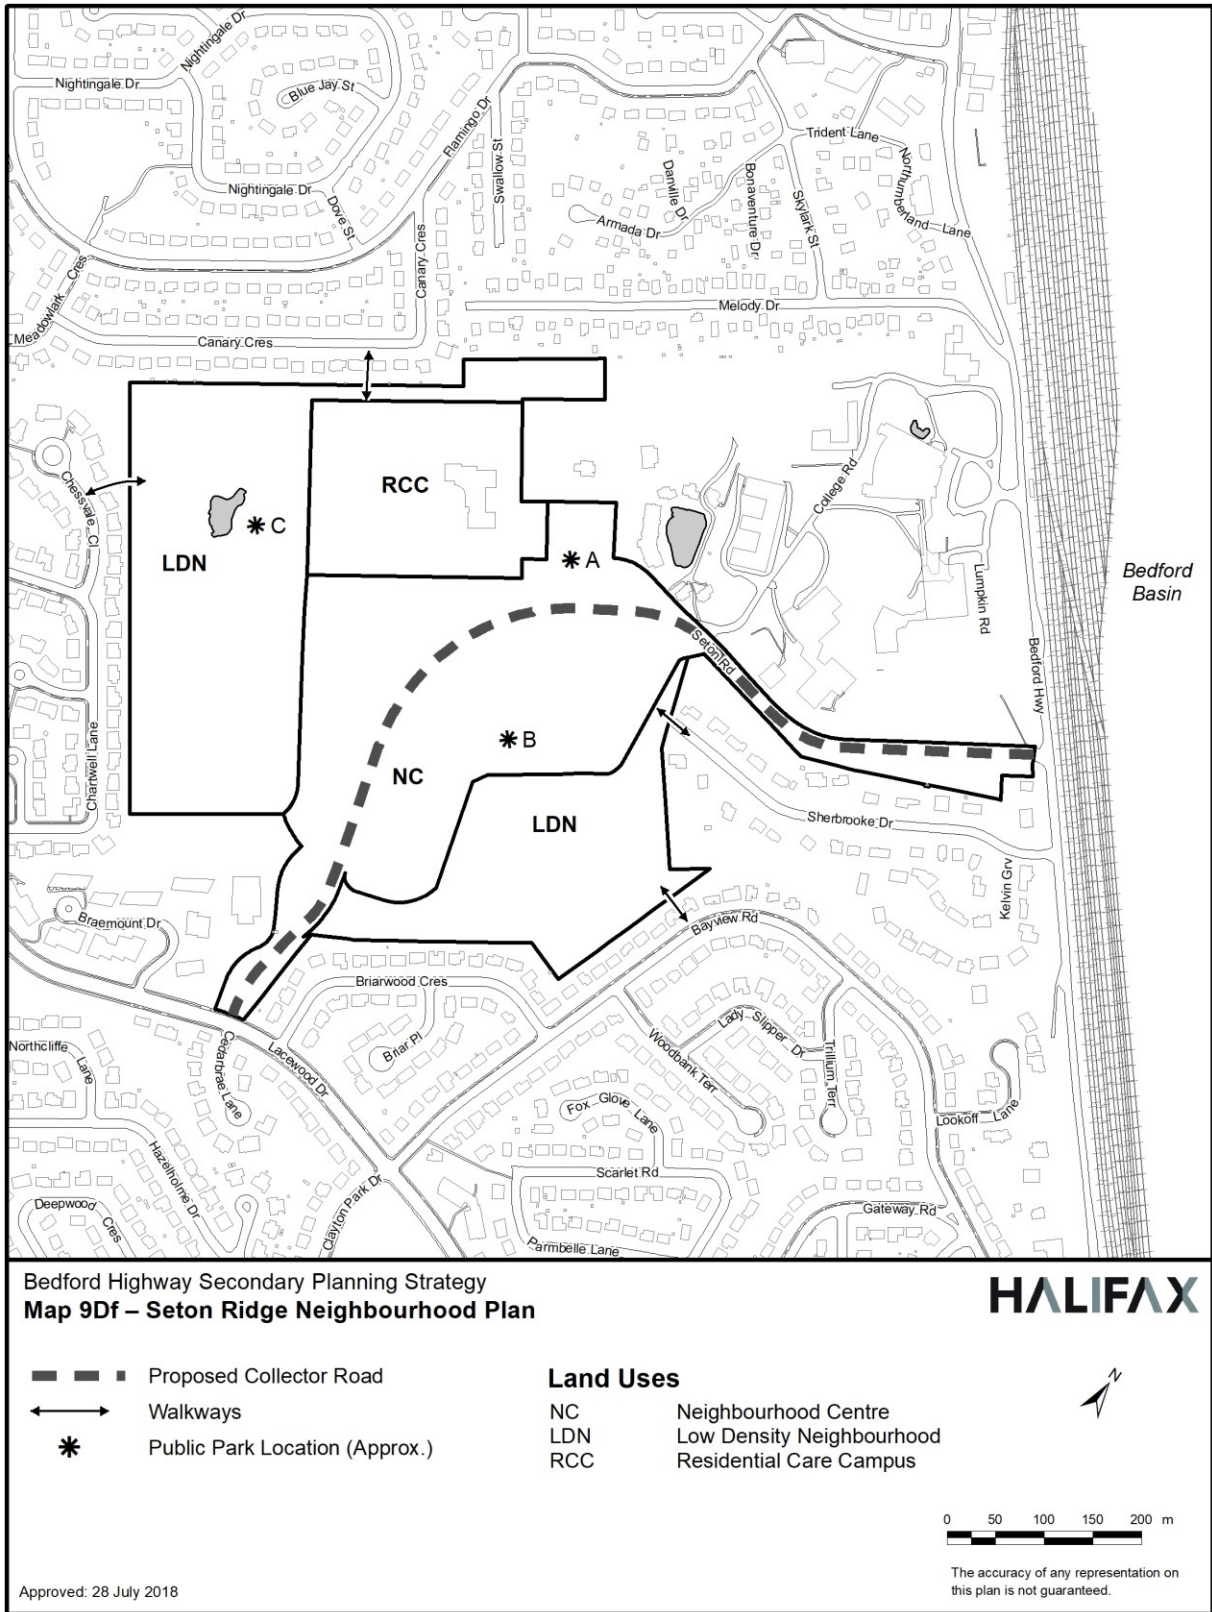 Nightingale Dr
Nightingale Dr
Blue Jay St
Flamingo Dr
Swallow St
Trident Lane
Northumberland Lane
Danville Dr
Bonaventure Dr
Skylark St
Nightingale Dr
Dove St
Armada Dr
Canary Cres
Meadowlark Cres
Melody Dr
Canary Cres
RCC
College Rd
Chessvale Cl
C
LDN
A
Lumpkin Rd
Bedford
Basin
Seton Rd
Bedford Hwy
B
NC
Chartwell Lane
LDN
Sherbrooke Dr
Kelvin Grv
Braemount Dr
Bayview Rd
Briarwood Cres
Briar Pl
Lady Slipper Dr
Woodbank Terr
Trillium Terr
Northcliffe Lane
Cedarbrae Lane
Lacewood Dr
Fox Glove Lane
Lookoff Lane
Scarlet Rd
Hazelholme Dr
Deepwood Cres
Clayton Park Dr
Gateway Rd
Parmbelle Lane
Bedford Highway Secondary Planning Strategy
Map 9Df – Seton Ridge Neighbourhood Plan
HALIFAX
Proposed Collector Road
Walkways
Public Park Location (Approx.)
Land Uses
NC Neighbourhood Centre
LDN Low Density Neighbourhood
RCC Residential Care Campus
N
0 50 100 150 200 m
The accuracy of any representation on
this plan is not guaranteed.
Approved: 28 July 2018